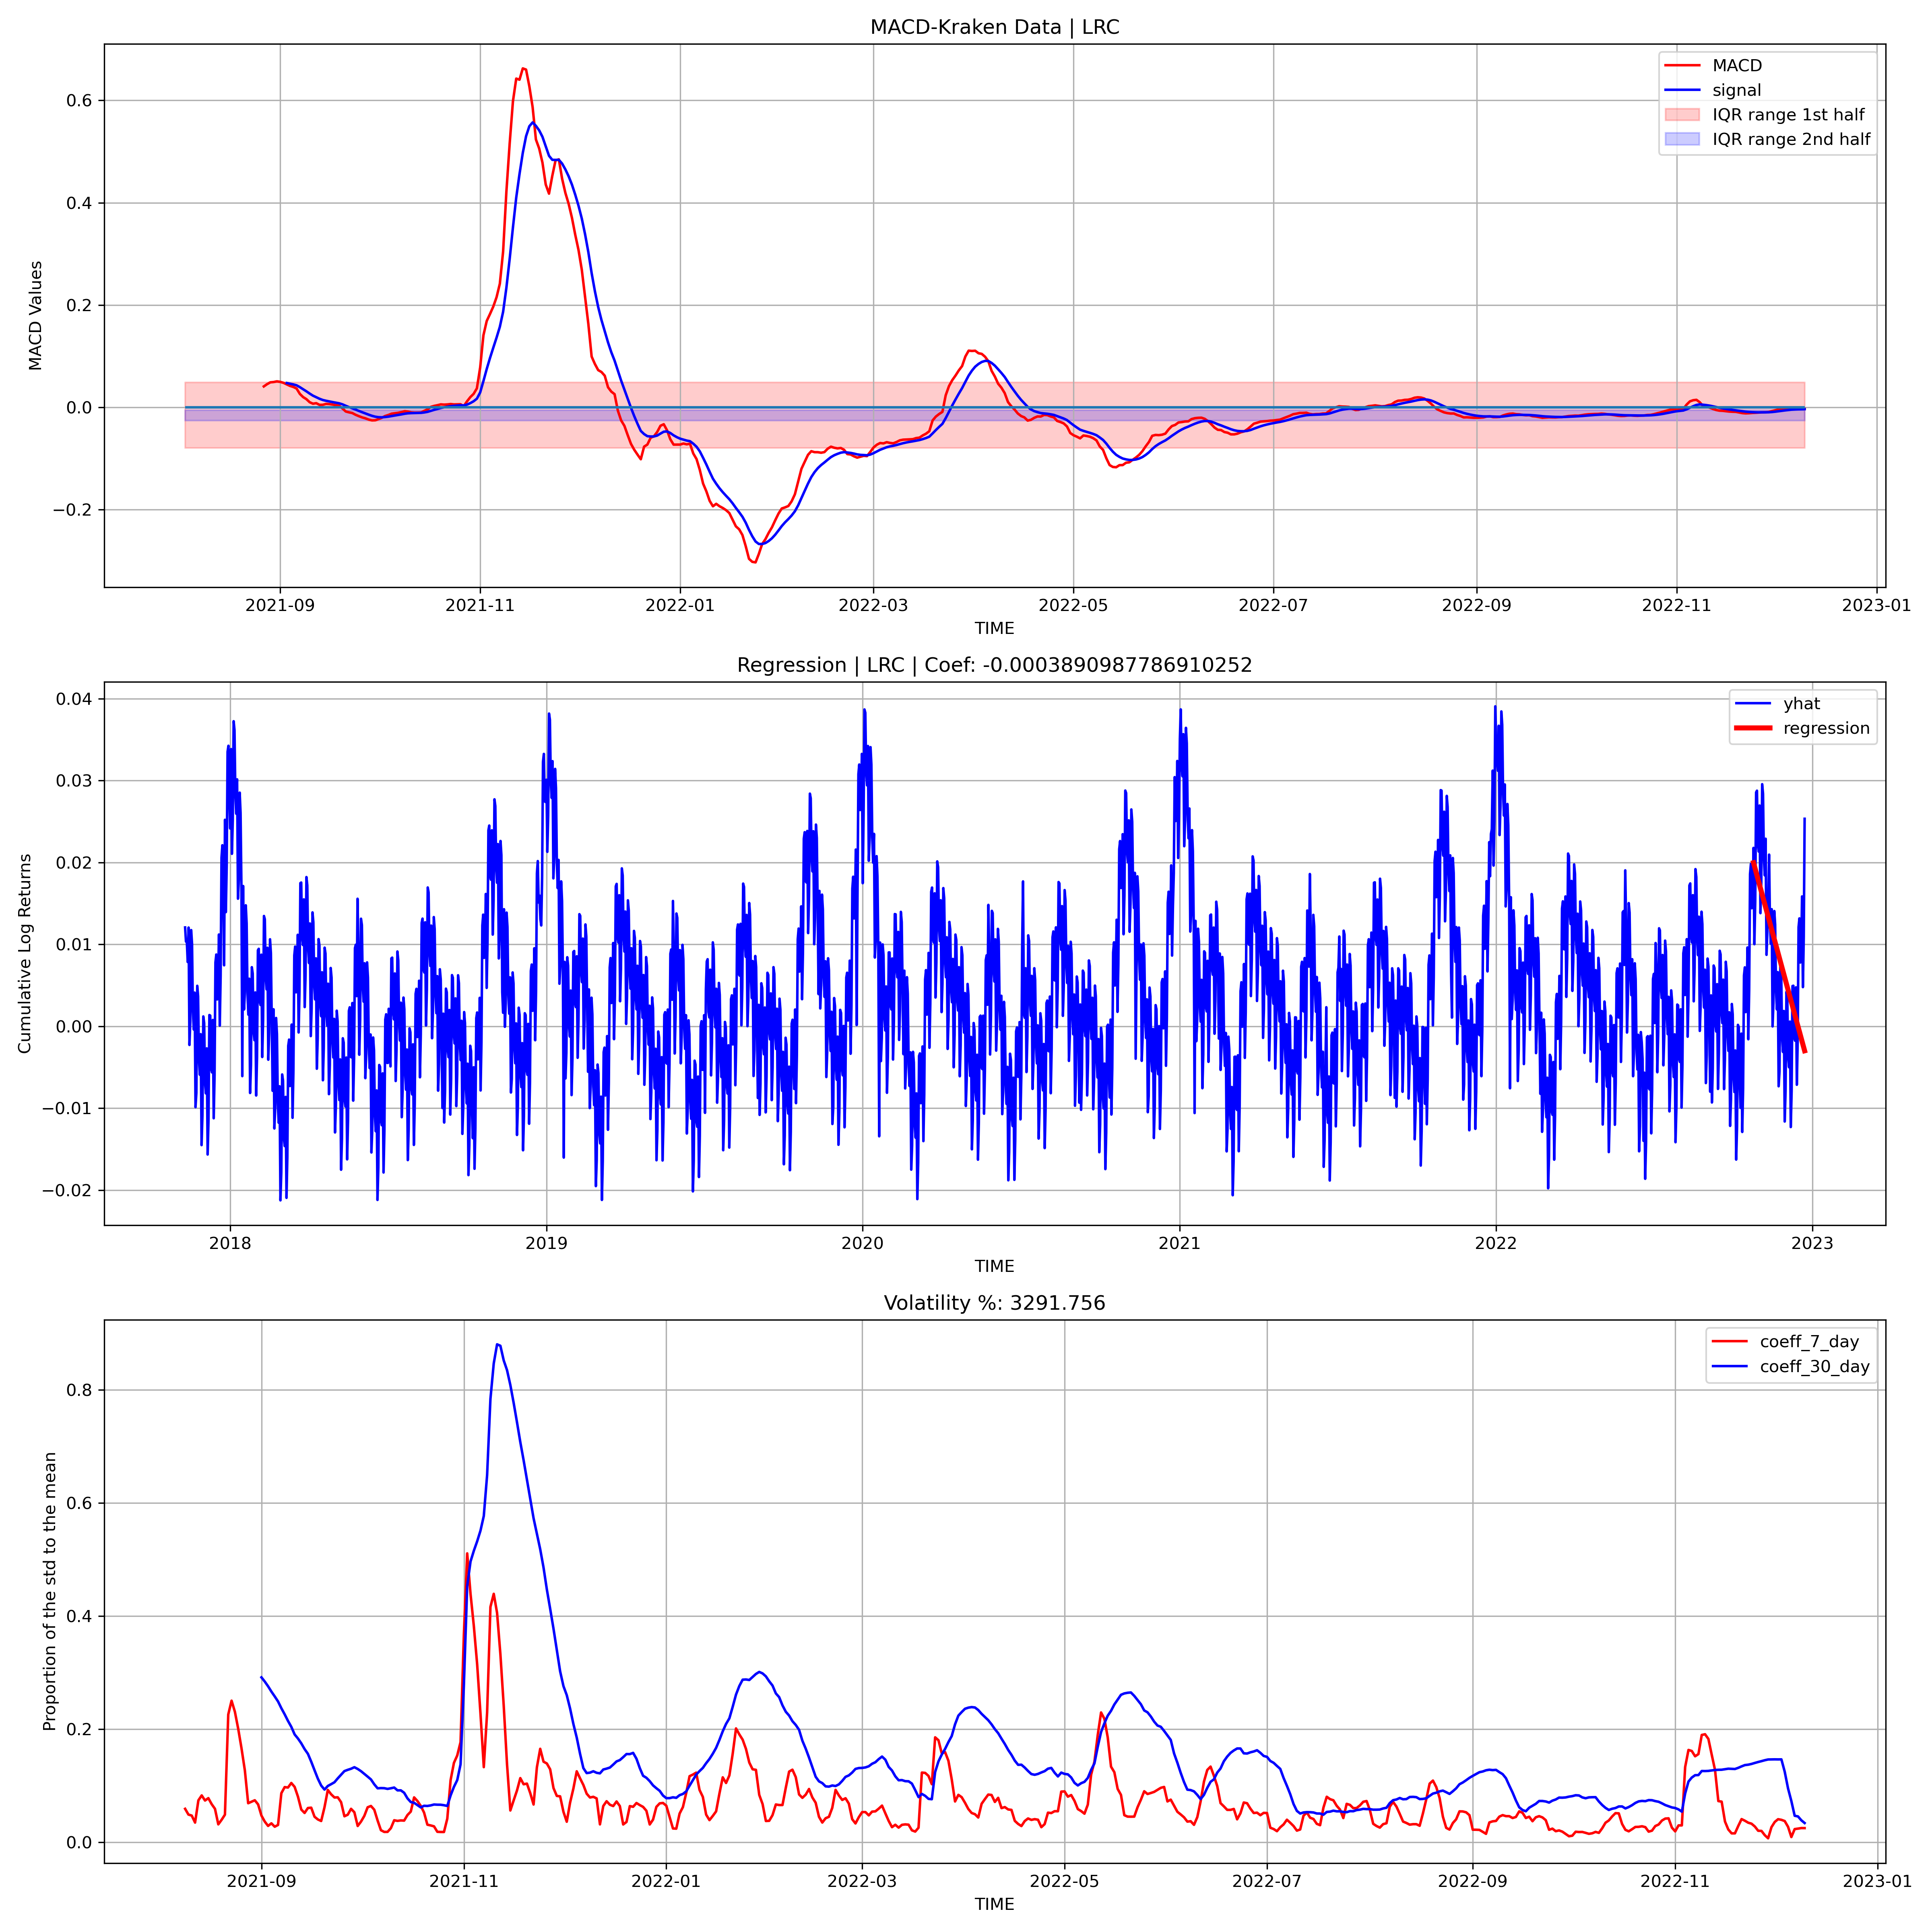 MACD-Kraken Data | LRC
MACD
signal
IQR range 1st half
IQR range 2nd half
MACD Values
0.6
0.4
0.2
0.0
−0.2
2021-09 2021-11 2022-01 2022-03 2022-05 2022-07 2022-09 2022-11 2023-01
TIME
Regression | LRC | Coef: -0.0003890987786910252
yhat
regression
Cumulative Log Returns
0.04
0.03
0.02
0.01
0.00
−0.01
−0.02
2018 2019 2020 2021 2022 2023
TIME
Volatility %: 3291.756
coeff_7_day
coeff_30_day
Proportion of the std to the mean
0.8
0.6
0.4
0.2
0.0
2021-09 2021-11 2022-01 2022-03 2022-05 2022-07 2022-09 2022-11 2023-01
TIME